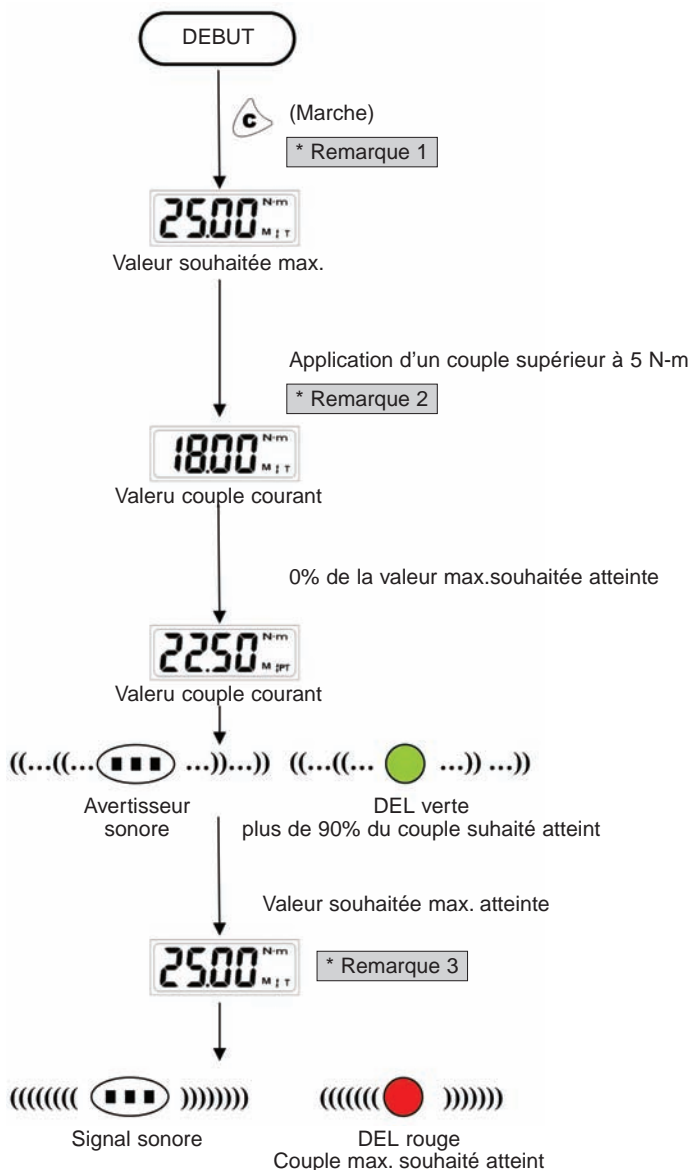 DEBUT
C (Marche)
* Remarque 1
25.00 N-m M T
Valeur souhaitée max.
Application d'un couple supérieur à 5 N-m
* Remarque 2
18.00 N-m M T
Valeru couple courant
0% de la valeur max.souhaitée atteinte
22.50 N-m M PT
Valeru couple courant
((...((... ...))...)) ((...((... ...)) ...))
Avertisseur
sonore
DEL verte
plus de 90% du couple suhaité atteint
Valeur souhaitée max. atteinte
25.00 N-m M T
* Remarque 3
(((((((( )))))))) ((((((( )))))))
Signal sonore
DEL rouge
Couple max. souhaité atteint